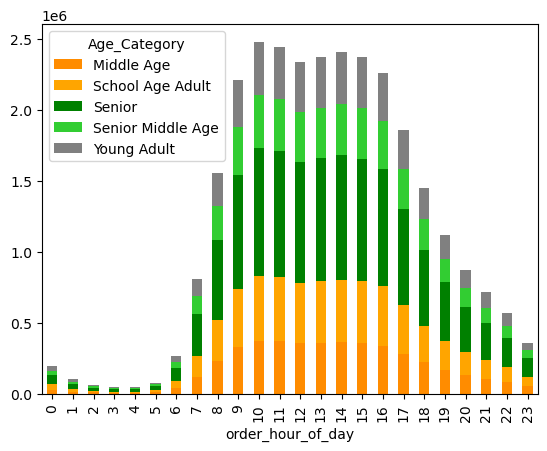 1e6
2.5
2.0
1.5
1.0
0.5
0.0
Age_Category
Middle Age
School Age Adult
Senior
Senior Middle Age
Young Adult
0 1 2 3 4 5 6 7 8 9 10 11 12 13 14 15 16 17 18 19 20 21 22 23
order_hour_of_day